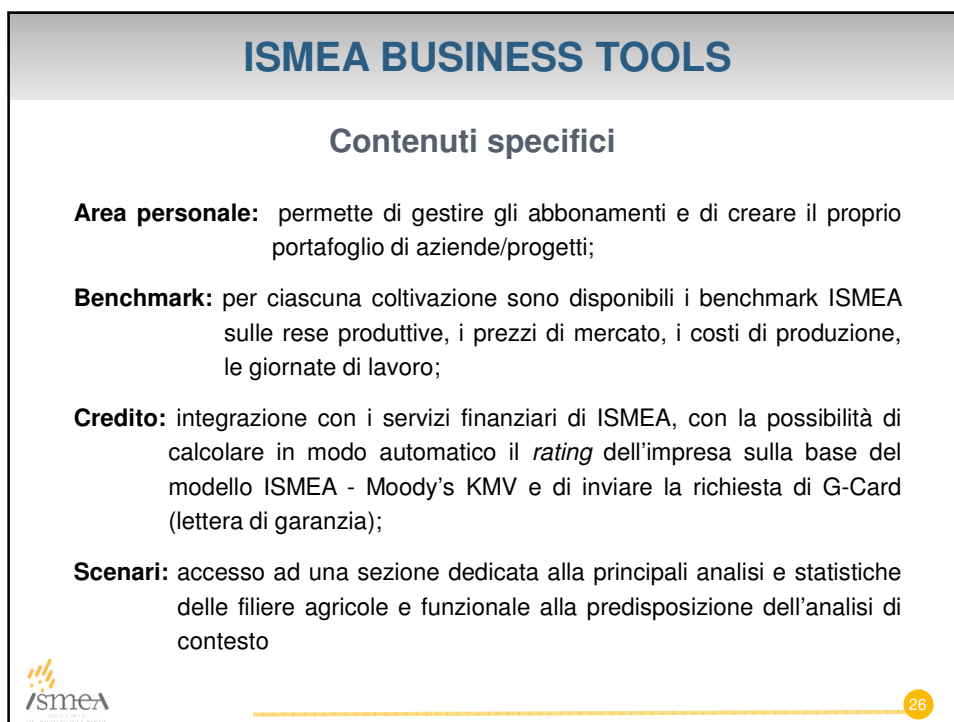 ISMEA BUSINESS TOOLS
Contenuti specifici
Area personale: permette di gestire gli abbonamenti e di creare il proprio
portafoglio di aziende/progetti;
Benchmark: per ciascuna coltivazione sono disponibili i benchmark ISMEA
sulle rese produttive, i prezzi di mercato, i costi di produzione,
le giornate di lavoro;
Credito: integrazione con i servizi finanziari di ISMEA, con la possibilità di
calcolare in modo automatico il rating dell'impresa sulla base del
modello ISMEA - Moody's KMV e di inviare la richiesta di G-Card
(lettera di garanzia);
Scenari: accesso ad una sezione dedicata alla principali analisi e statistiche
delle filiere agricole e funzionale alla predisposizione dell'analisi di
contesto
ismea
26